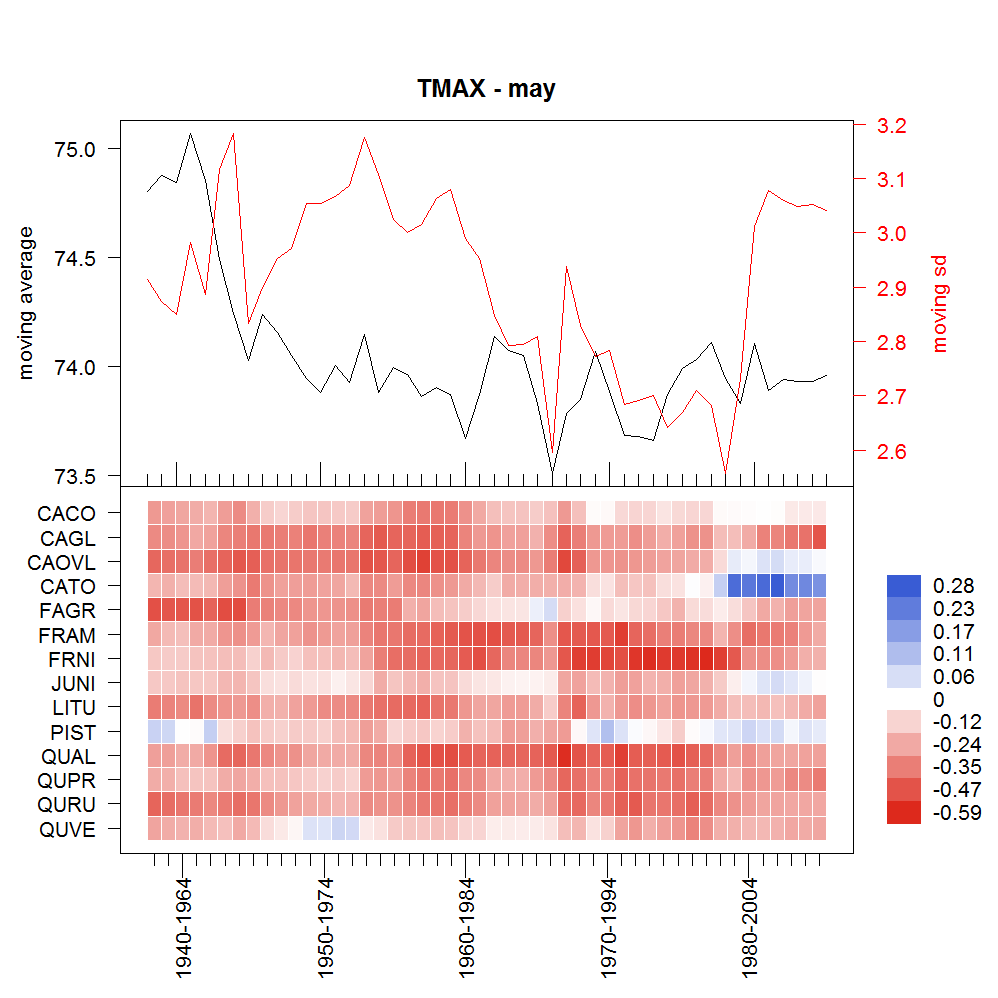 TMAX - may
moving average
75.0
74.5
74.0
73.5
3.2
3.1
3.0
2.9
2.8
2.7
2.6
moving sd
CACO
CAGL
CAOVL
CATO
FAGR
FRAM
FRNI
JUNI
LITU
PIST
QUAL
QUPR
QURU
QUVE
0.28
0.23
0.17
0.11
0.06
0
-0.12
-0.24
-0.35
-0.47
-0.59
1940-1964
1950-1974
1960-1984
1970-1994
1980-2004